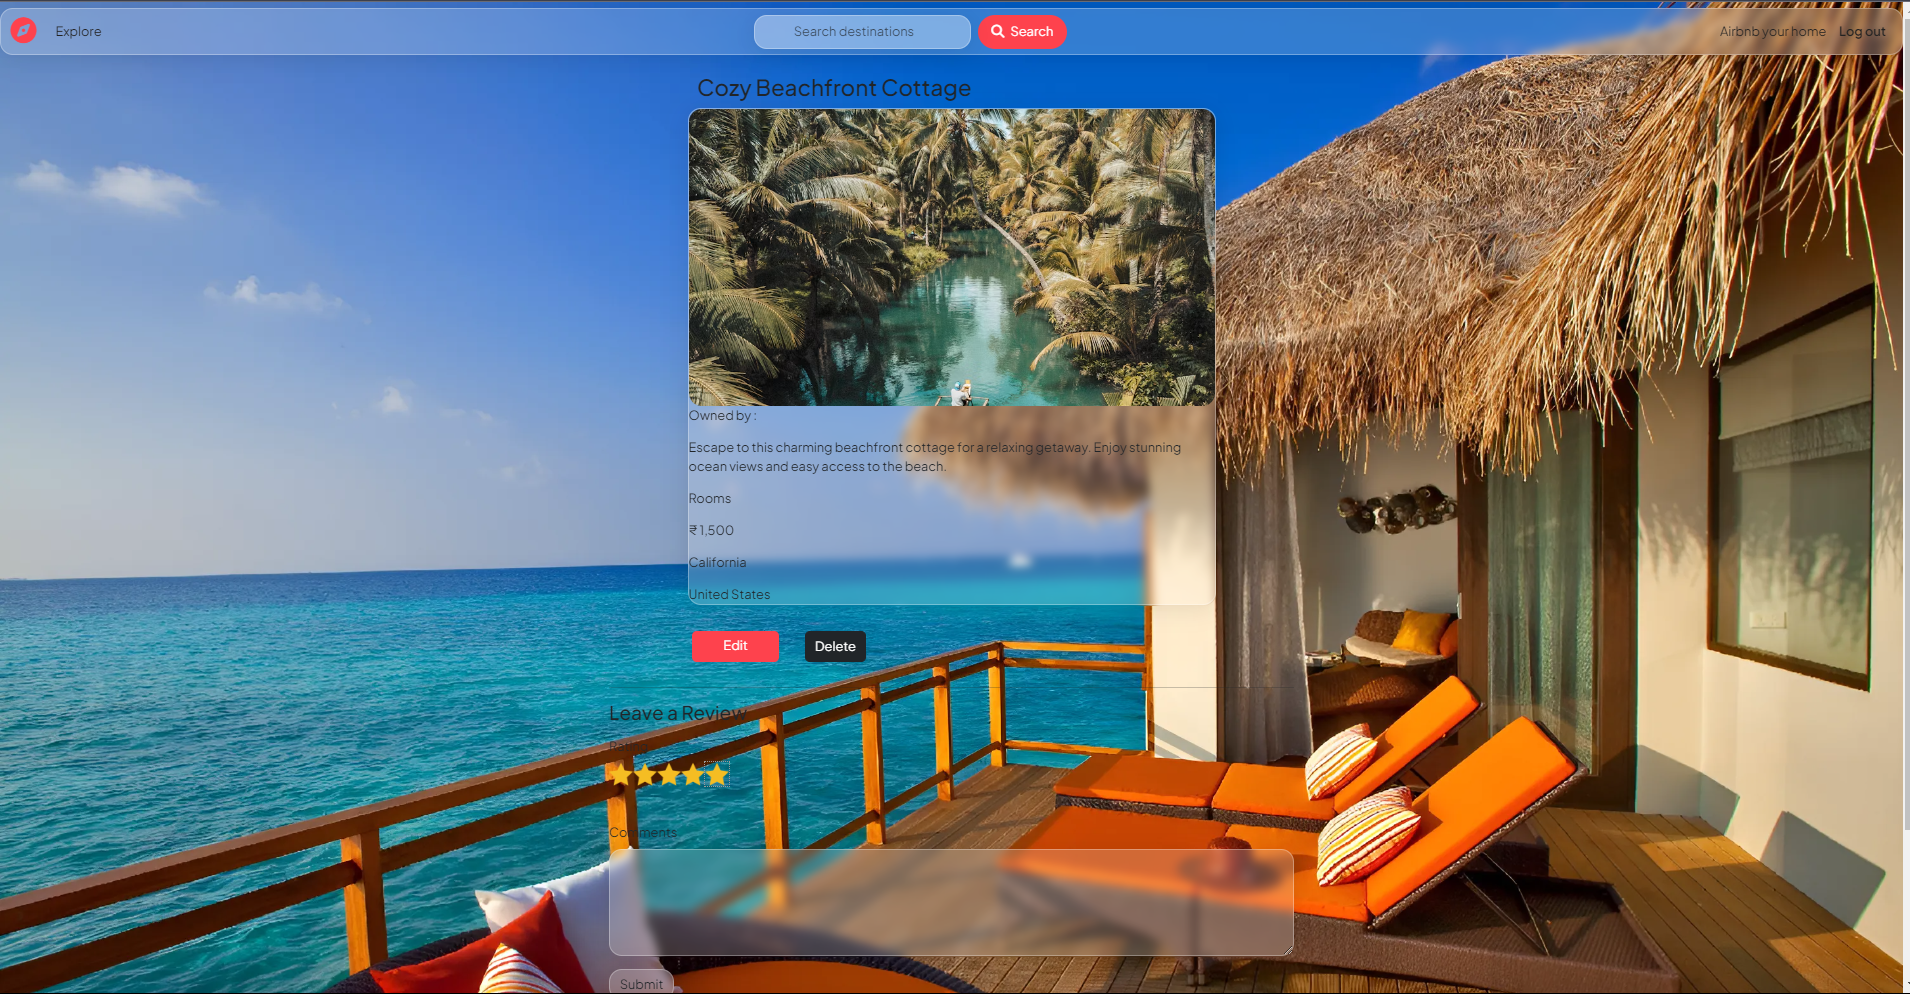 Explore
Search destinations
Search
Airbnb your home
Log out
Cozy Beachfront Cottage
Owned by :
Escape to this charming beachfront cottage for a relaxing getaway. Enjoy stunning
ocean views and easy access to the beach.
Rooms
₹ 1,500
California
United States
Edit
Delete
Leave a Review
Rating
Comments
Submit